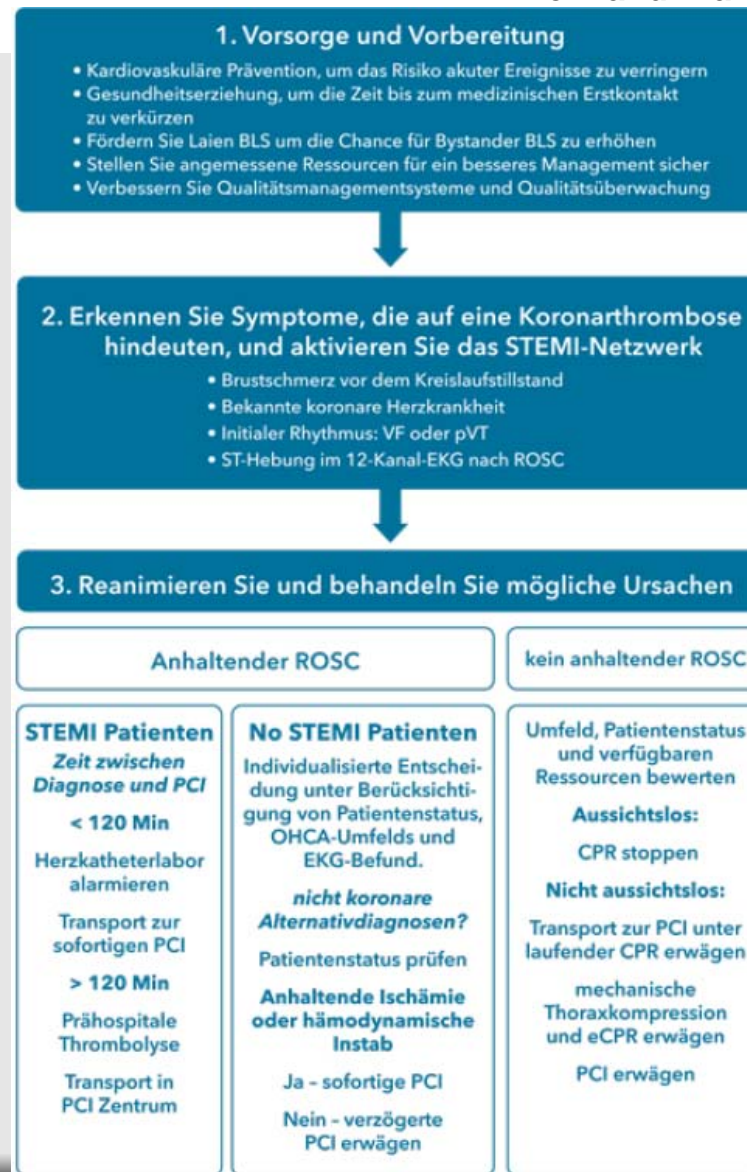 1. Vorsorge und Vorbereitung
• Kardiovaskuläre Prävention, um das Risiko akuter Ereignisse zu verringern
• Gesundheitserziehung, um die Zeit bis zum medizinischen Erstkontakt
zu verkürzen
• Fördern Sie Laien BLS um die Chance für Bystander BLS zu erhöhen
• Stellen Sie angemessene Ressourcen für ein besseres Management sicher
• Verbessern Sie Qualitätsmanagementsysteme und Qualitätsüberwachung
2. Erkennen Sie Symptome, die auf eine Koronarthrombose
hindeuten, und aktivieren Sie das STEMI-Netzwerk
• Brustschmerz vor dem Kreislaufstillstand
• Bekannte koronare Herzkrankheit
• Initialer Rhythmus: VF oder pVT
• ST-Hebung im 12-Kanal-EKG nach ROSC
3. Reanimieren Sie und behandeln Sie mögliche Ursachen
Anhaltender ROSC
kein anhaltender ROSC
STEMI Patienten
Zeit zwischen
Diagnose und PCI
< 120 Min
Herzkatheterlabor
alarmieren
Transport zur
sofortigen PCI
> 120 Min
Prähospitale
Thrombolyse
Transport in
PCI Zentrum
No STEMI Patienten
Individualisierte Entschei-
dung unter Berücksichti-
gung von Patientenstatus,
OHCA-Umfelds und
EKG-Befund.
nicht koronare
Alternativdiagnosen?
Patientenstatus prüfen
Anhaltende Ischämie
oder hämodynamische
Instab
Ja – sofortige PCI
Nein – verzögerte
PCI erwägen
Umfeld, Patientenstatus
und verfügbaren
Ressourcen bewerten
Aussichtslos:
CPR stoppen
Nicht aussichtslos:
Transport zur PCI unter
laufender CPR erwägen
mechanische
Thoraxkompression
und eCPR erwägen
PCI erwägen